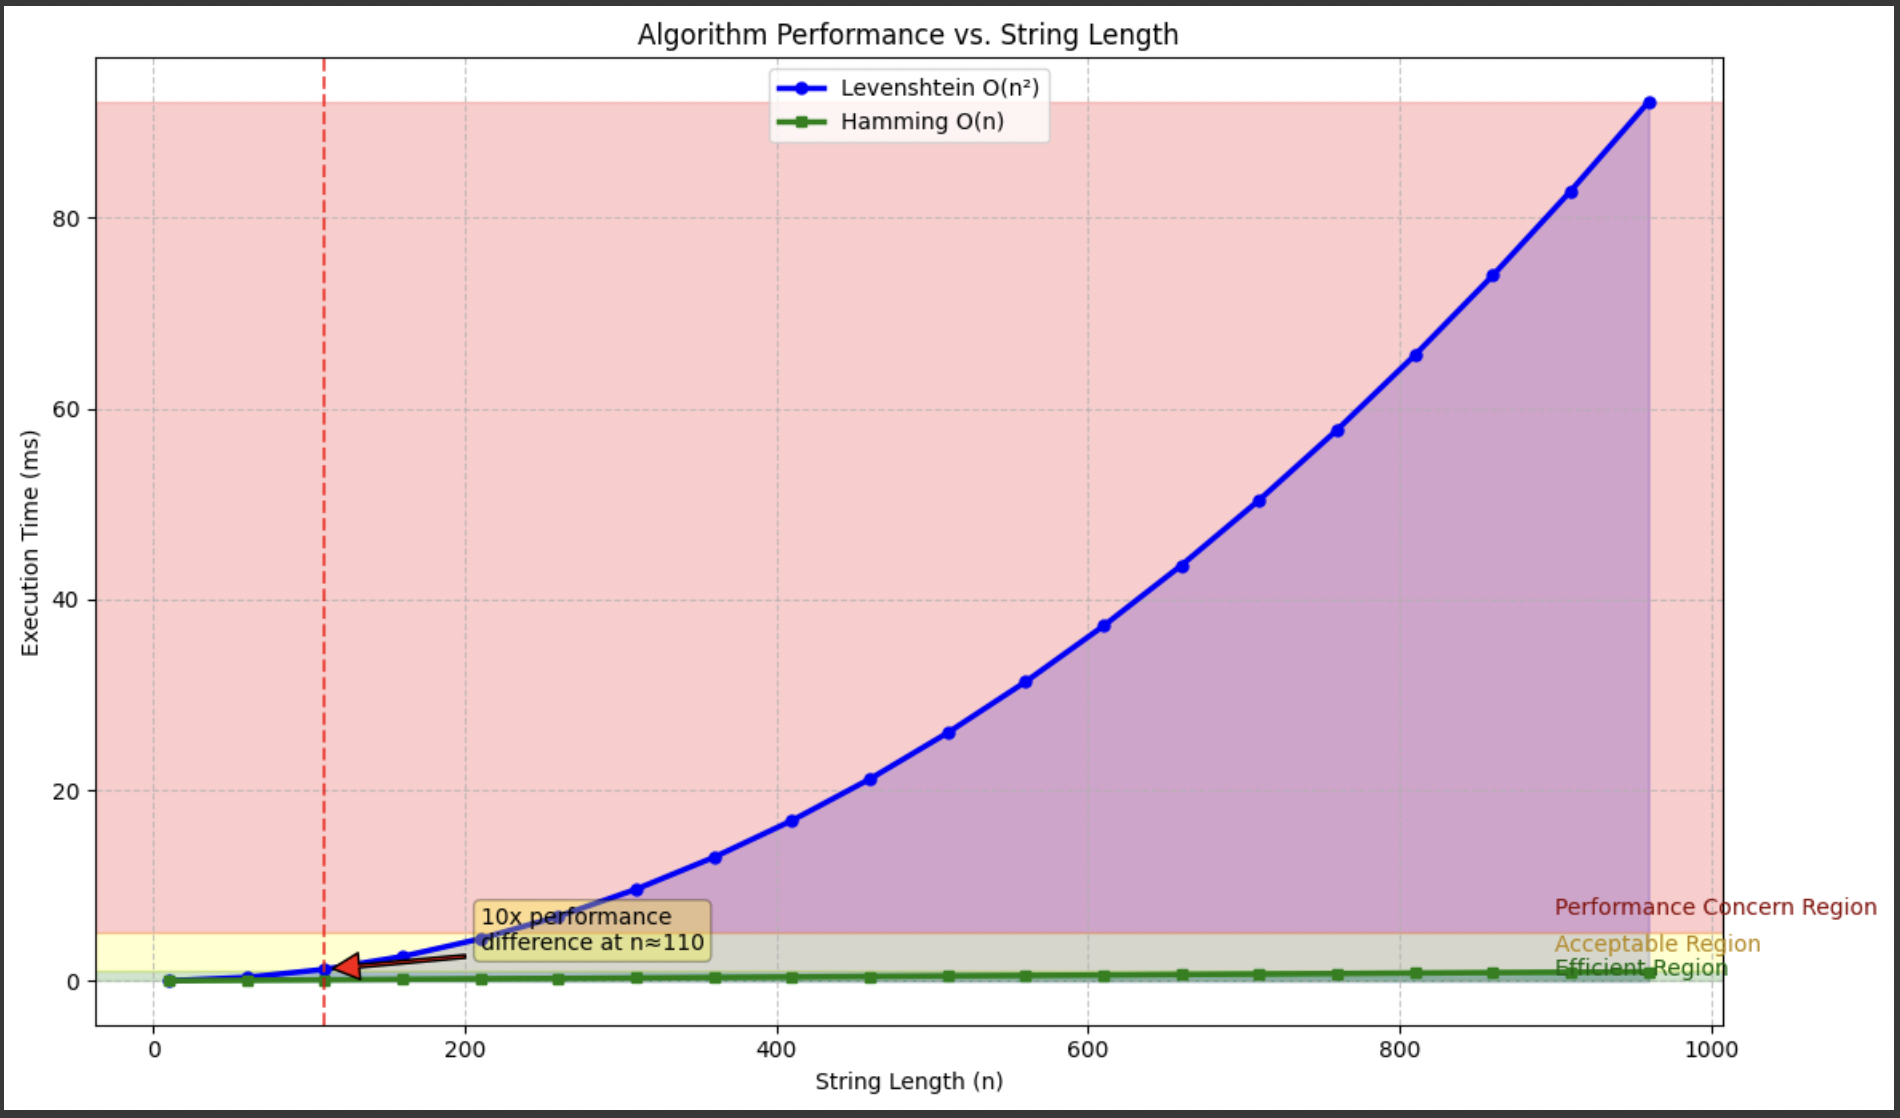 Algorithm Performance vs. String Length
Levenshtein O(n²)
Hamming O(n)
Execution Time (ms)
80
60
40
20
0
10x performance
difference at n≈110
Performance Concern Region
Acceptable Region
Efficient Region
0
200
400
600
800
1000
String Length (n)